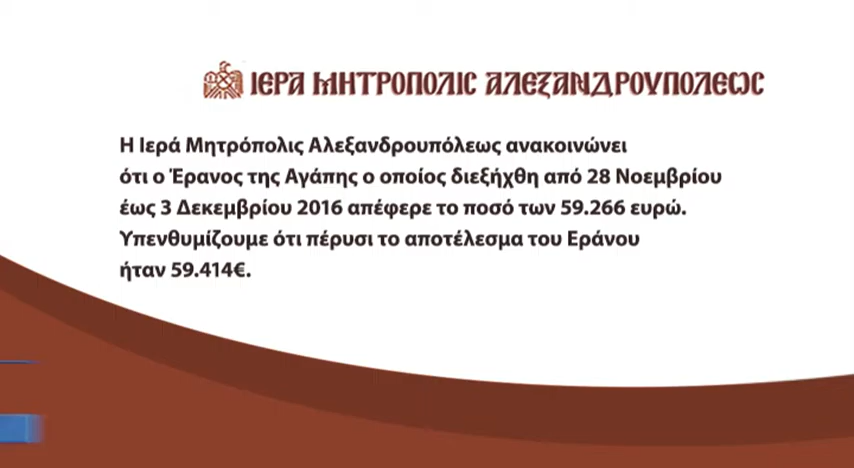 ΙΕΡΑ ΜΗΤΡΟΠΟΛΙΣ ΑΛΕΞΑΝΔΡΟΥΠΟΛΕΩΣ
Η Ιερά Μητρόπολις Αλεξανδρουπόλεως ανακοινώνει
ότι ο Έρανος της Αγάπης ο οποίος διεξήχθη από 28 Νοεμβρίου
έως 3 Δεκεμβρίου 2016 απέφερε το ποσό των 59.266 ευρώ.
Υπενθυμίζουμε ότι πέρυσι το αποτέλεσμα του Εράνου
ήταν 59.414€.